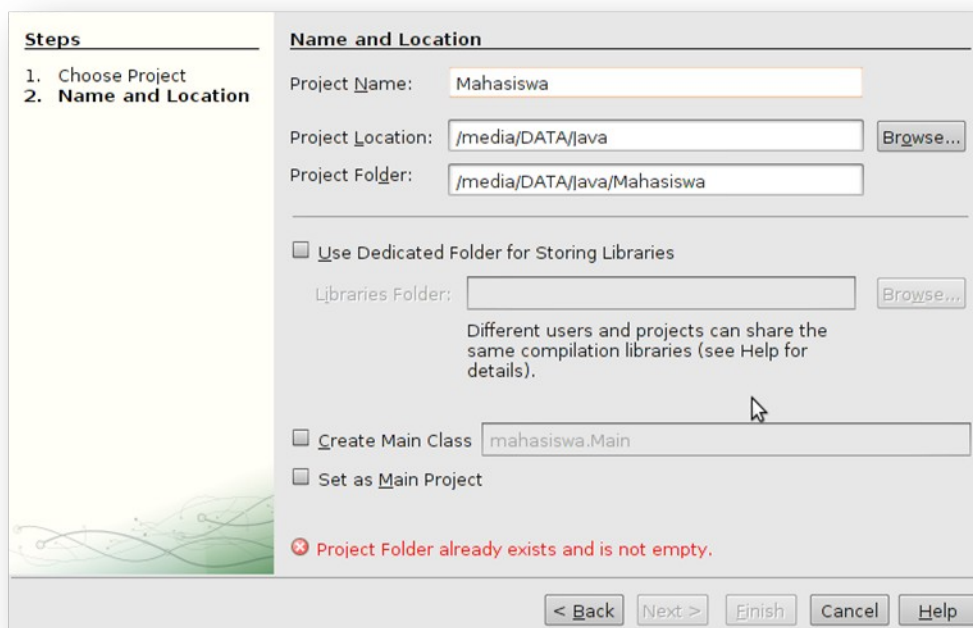 Steps
1. Choose Project
2. Name and Location
Name and Location
Project Name: Mahasiswa
Project Location: /media/DATA/Java Browse...
Project Folder: /media/DATA/Java/Mahasiswa
Use Dedicated Folder for Storing Libraries
Libraries Folder: Browse...
Different users and projects can share the
same compilation libraries (see Help for
details).
Create Main Class mahasiswa.Main
Set as Main Project
Project Folder already exists and is not empty.
< Back Next > Finish Cancel Help